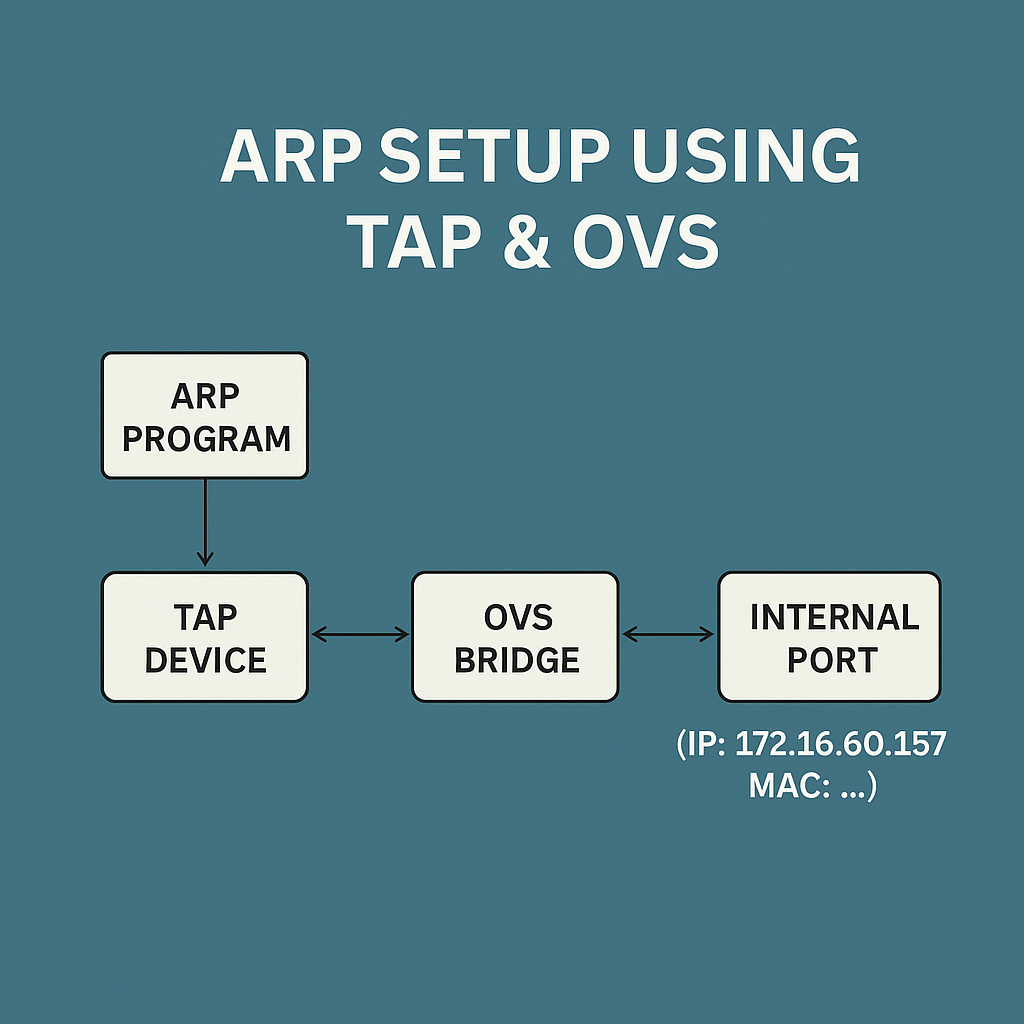 ARP SETUP USING
TAP & OVS
ARP
PROGRAM
TAP
DEVICE
OVS
BRIDGE
INTERNAL
PORT
(IP: 172.16.60.157
MAC: ...)